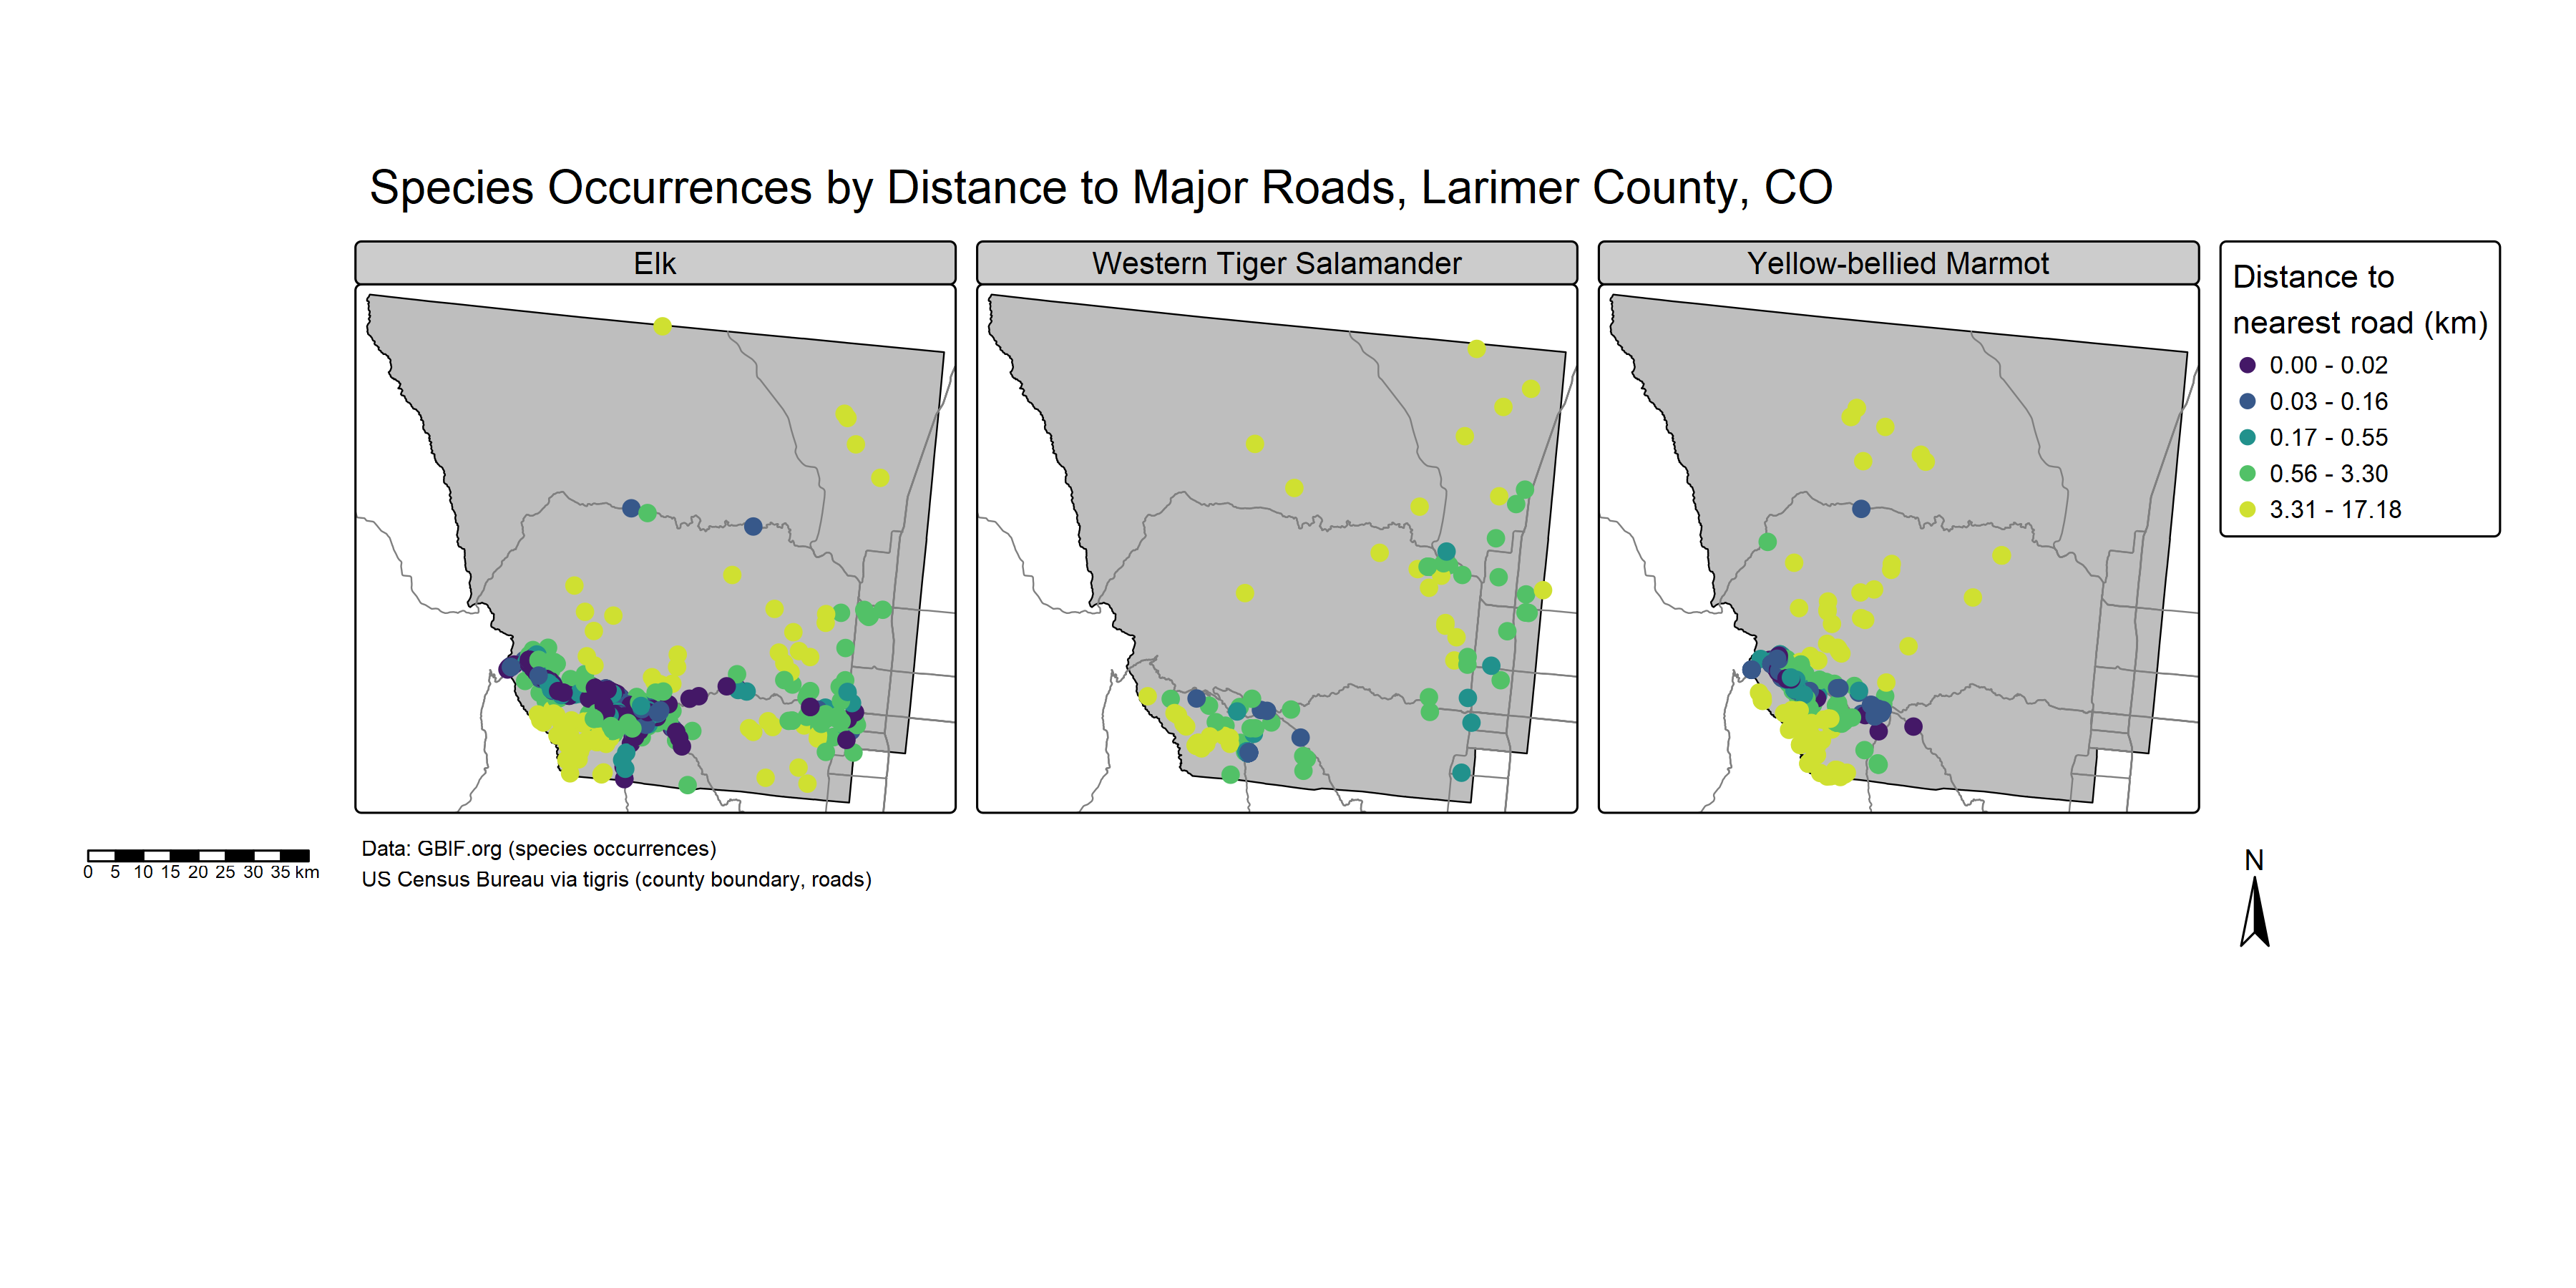 Species Occurrences by Distance to Major Roads, Larimer County, CO
Elk
Western Tiger Salamander
Yellow-bellied Marmot
Distance to
nearest road (km)
0.00 - 0.02
0.03 - 0.16
0.17 - 0.55
0.56 - 3.30
3.31 - 17.18
0 5 10 15 20 25 30 35 km
Data: GBIF.org (species occurrences)
US Census Bureau via tigris (county boundary, roads)
N